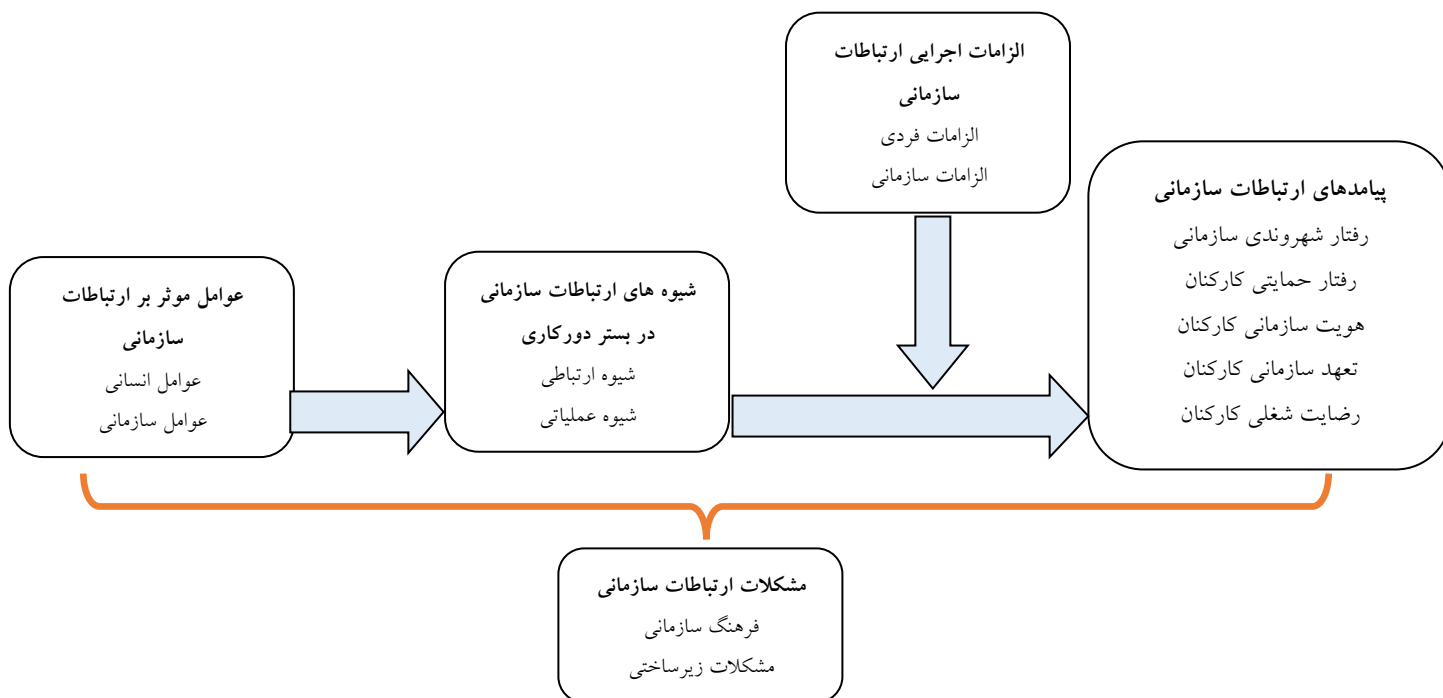 الزامات اجرایی ارتباطات
سازمانی
الزامات فردی
الزامات سازمانی
پیامدهای ارتباطات سازمانی
رفتار شهروندی سازمانی
رفتار حمایتی کارکنان
هویت سازمانی کارکنان
تعهد سازمانی کارکنان
رضایت شغلی کارکنان
شیوه های ارتباطات سازمانی
در بستر دورکاری
شیوه ارتباطی
شیوه عملیاتی
عوامل موثر بر ارتباطات
سازمانی
عوامل انسانی
عوامل سازمانی
مشکلات ارتباطات سازمانی
فرهنگ سازمانی
مشکلات زیرساختی